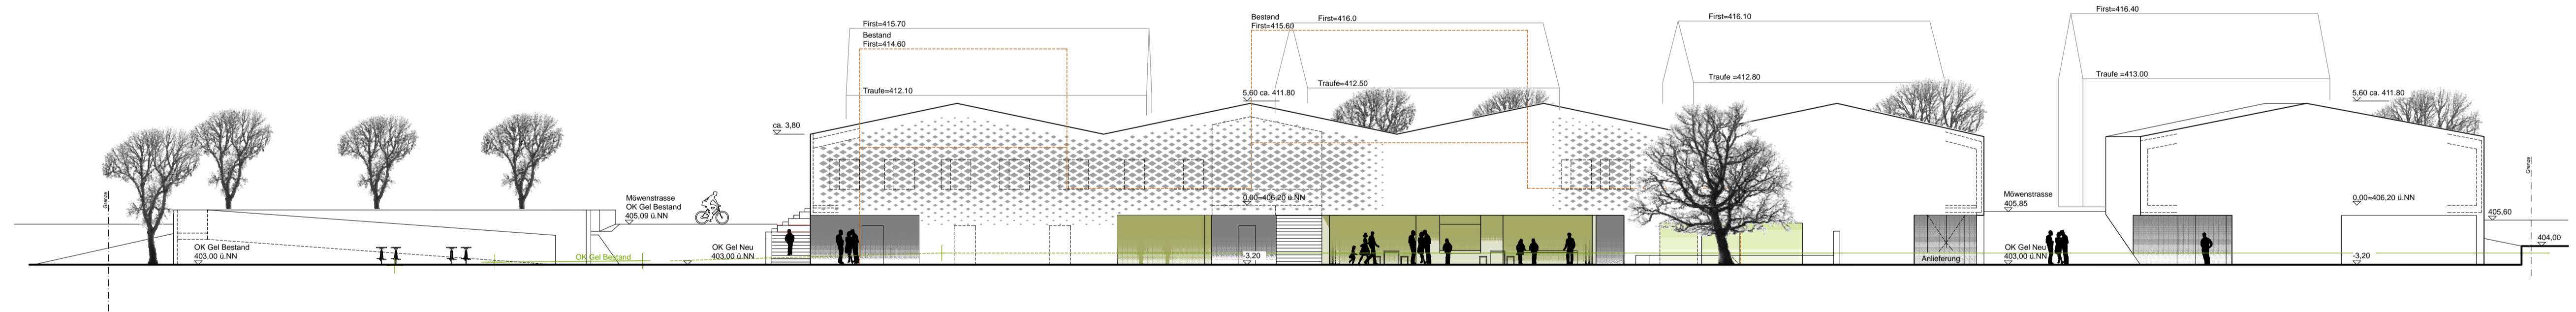 Grenze
OK Gel Bestand
403,00 ü.NN
OK Gel Bestand
Möwenstrasse
OK Gel Bestand
405,09 ü.NN
OK Gel Neu
403,00 ü.NN
ca. 3,80
First=415.70
Bestand
First=414.60
Traufe=412.10
Bestand
First=415.60
First=416.0
Traufe=412.50
5,60 ca. 411.80
0,00=406,20 ü.NN
-3,20
First=416.10
Traufe =412.80
Anlieferung
Möwenstrasse
405,85
OK Gel Neu
403,00 ü.NN
First=416.40
Traufe =413.00
5,60 ca. 411.80
0,00=406,20 ü.NN
-3,20
405,60
Grenze
404,00